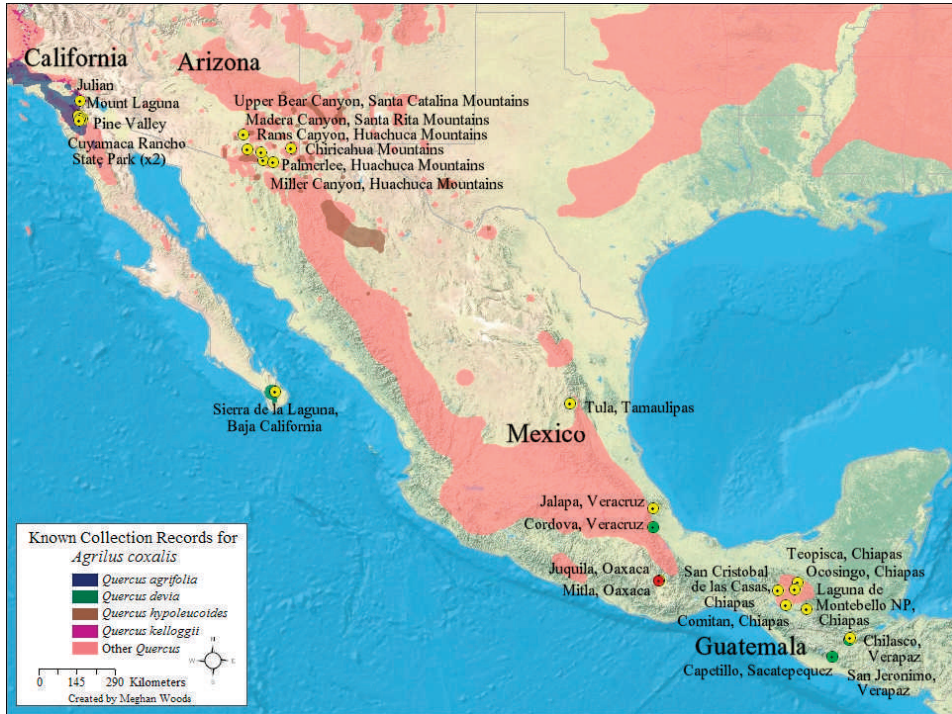 California
Arizona
Julian
Mount Laguna
Pine Valley
Cuyamaca Rancho
State Park (x2)
Upper Bear Canyon, Santa Catalina Mountains
Madera Canyon, Santa Rita Mountains
Rams Canyon, Huachuca Mountains
Chiricahua Mountains
Palmerlee, Huachuca Mountains
Miller Canyon, Huachuca Mountains
Sierra de la Laguna,
Baja California
Tula, Tamaulipas
Mexico
Jalapa, Veracruz
Cordova, Veracruz
Juquila, Oaxaca
Mitla, Oaxaca
San Cristobal
de las Casas,
Chiapas
Comitan, Chiapas
Teopisca, Chiapas
Ocosingo, Chiapas
Laguna de
Montebello NP,
Chiapas
Guatemala
Capetillo, Sacatepequez
Chilasco,
Verapaz
San Jeronimo,
Verapaz
Known Collection Records for
Agrilus coxalis
Quercus agrifolia
Quercus devia
Quercus hypoleucoides
Quercus kelloggii
Other Quercus
N
W
E
S
0 145 290 Kilometers
Created by Meghan Woods